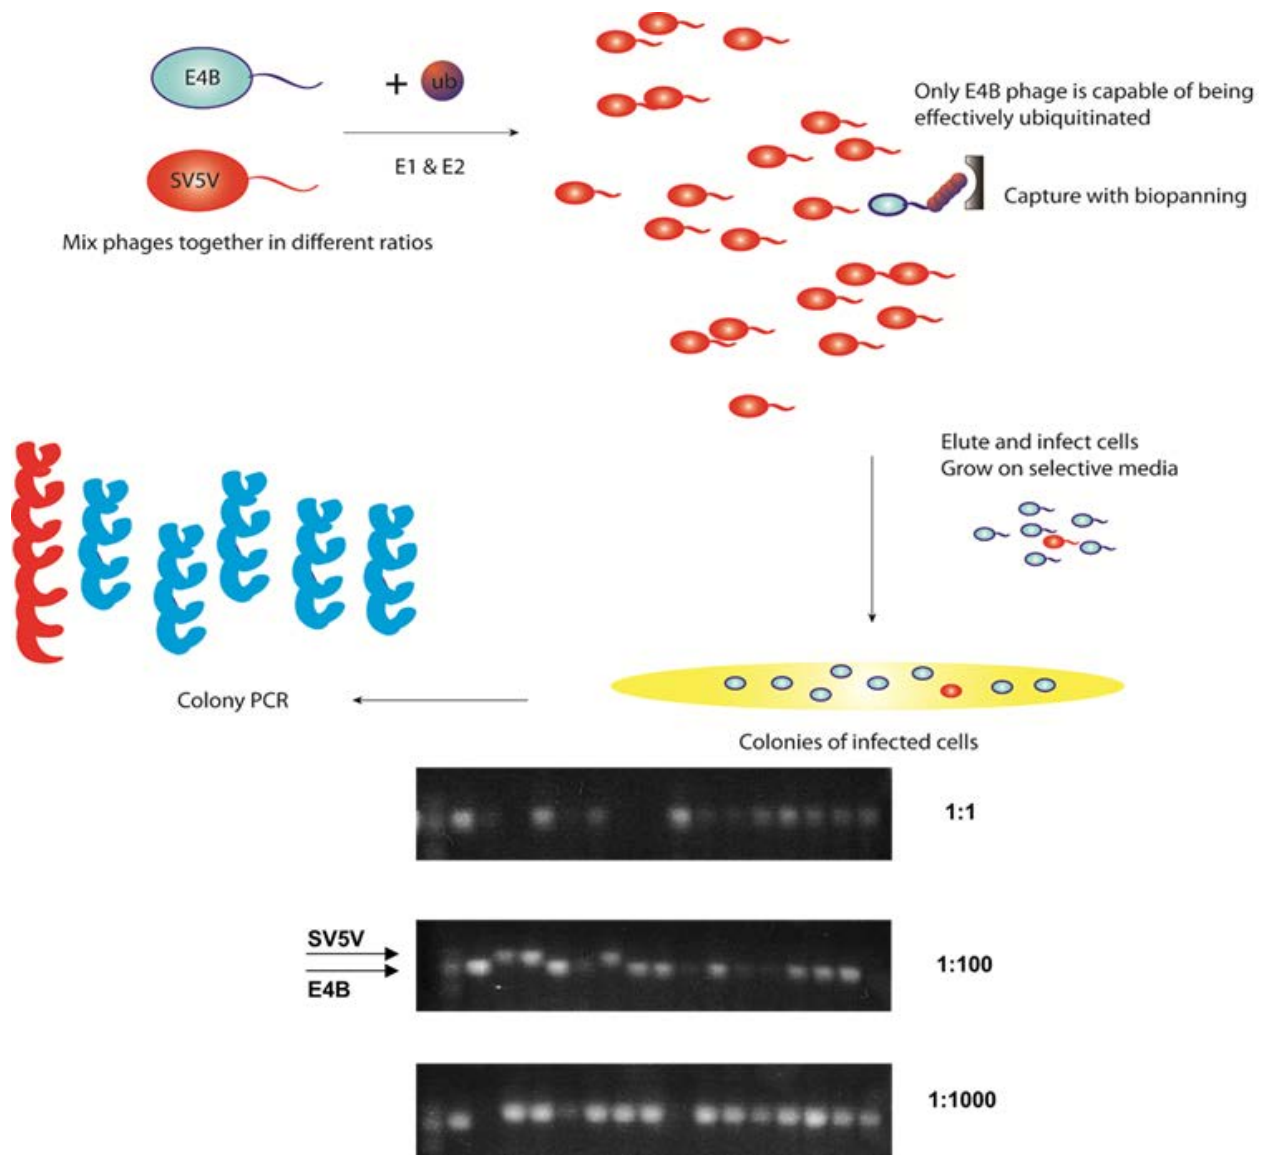 E4B
+
ub
E1 & E2
SV5V
Mix phages together in different ratios
Only E4B phage is capable of being
effectively ubiquitinated
Capture with biopanning
Elute and infect cells
Grow on selective media
Colony PCR
Colonies of infected cells
1:1
SV5V
E4B
1:100
1:1000